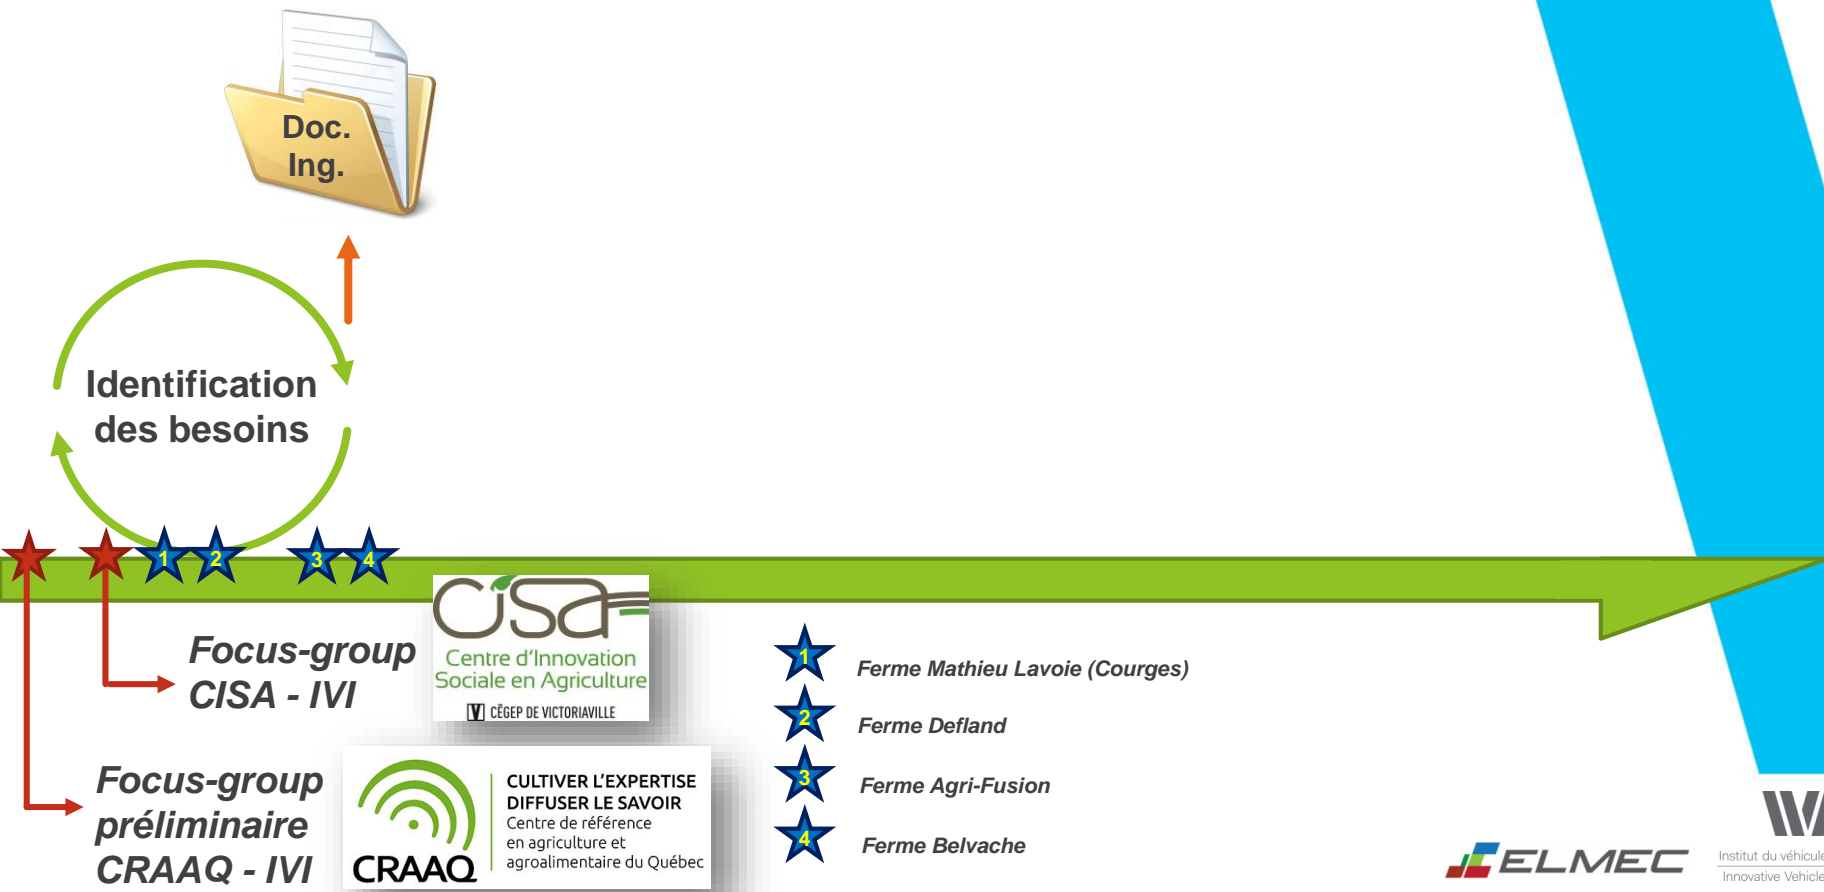 Doc.
Ing.
Identification
des besoins
1
2
3
4
Focus-group
CISA - IVI
CISA
Centre d'Innovation
Sociale en Agriculture
CÉGEP DE VICTORIAVILLE
Focus-group
préliminaire
CRAAQ - IVI
CRAAQ
CULTIVER L'EXPERTISE
DIFFUSER LE SAVOIR
Centre de référence
en agriculture et
agroalimentaire du Québec
1
Ferme Mathieu Lavoie (Courges)
2
Ferme Defland
3
Ferme Agri-Fusion
4
Ferme Belvache
ELMEC
Institut du véhicule
Innovative Vehicle